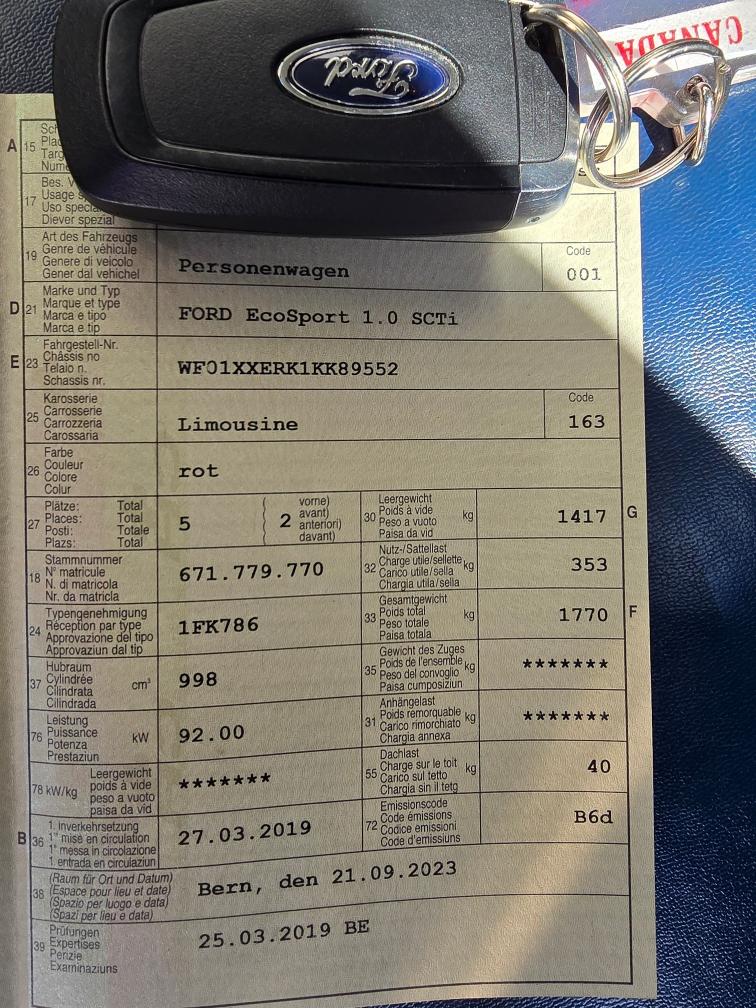 Ford
CANADA
A
15
17
Usage
Diever spezial
19
Art des Fahrzeugs
Genre de véhicule
Genere di veicolo
Gener dal vehichel
Personenwagen
Code
001
D
21
Marke und Typ
Marque et type
Marca e tipo
Marca e tip
FORD EcoSport 1.0 SCTi
E
23
Fahrgestell-Nr.
Châssis no
Telaio n.
Schassis nr.
WF01XXERK1KK89552
25
Karosserie
Carrosserie
Carrozzeria
Carossaria
Limousine
Code
163
26
Farbe
Couleur
Colore
Colur
rot
27
Plätze: Total
Places: Total
Posti: Totale
Plazs: Total
5
2
vorne)
avant)
anteriori)
davant)
30
Leergewicht
Poids à vide
Peso a vuoto
Paisa vuda
kg
1417
G
18
Stammnummer
N° matricule
N. di matricola
Nr. da matricla
671.779.770
32
Nutz-/Sattellast
Charge utile/sellette
Carico utile/sella
Chargia utila/sella
kg
353
24
Typengenehmigung
Réception par type
Approvazione del tipo
Approvaziun dal tip
1FK786
33
Gesamtgewicht
Poids total
Peso totale
Paisa totala
kg
1770
F
37
Hubraum
Cylindrée
Cilindrata
Cilindrada
cm³
998
35
Gewicht des Zuges
Poids de l'ensemble
Peso del convoglio
Paisa cumposiziun
kg
*******
76
Leistung
Puissance
Potenza
Prestaziun
kW
92.00
31
Anhängelast
Poids remorquable
Carico rimorchiato
Chargia annexa
kg
*******
78 kW/kg
Leergewicht
poids à vide
peso a vuoto
paisa da vid
*******
55
Dachlast
Charge sur le toit
Carico sul tetto
Chargia sin il tetg
kg
40
B
36
1. Inverkehrsetzung
1re mise en circulation
1a messa in circolazione
1. entrada en circulaziun
27.03.2019
72
Emissionscode
Code émissions
Codice emissioni
Code d'emissiuns
B6d
38
(Raum für Ort und Datum)
(Espace pour lieu et date)
(Spazio per luogo e data)
(Spazi per lieu e data)
Bern, den 21.09.2023
39
Prüfungen
Expertises
Perizie
Examinaziuns
25.03.2019 BE